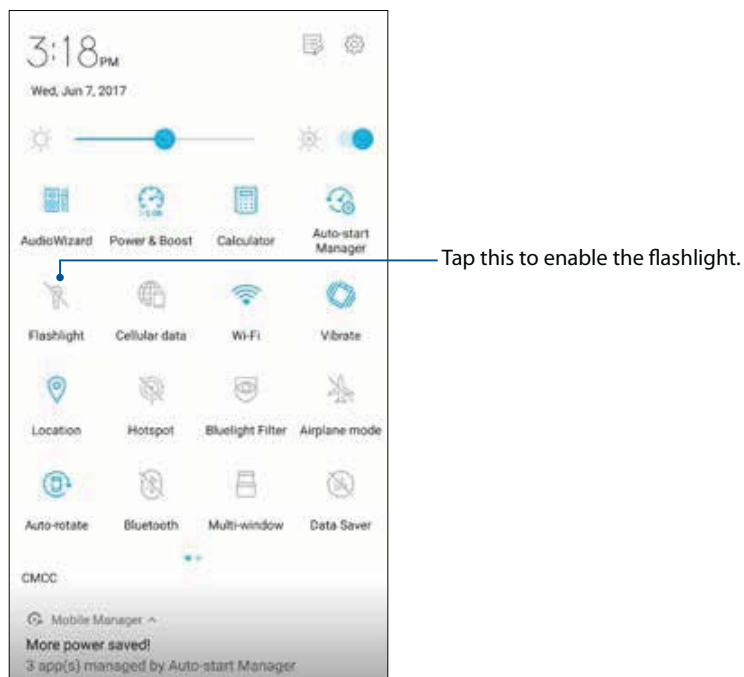 3:18 PM
Wed, Jun 7, 2017
AudioWizard Power & Boost Calculator Auto-start Manager
Tap this to enable the flashlight.
Flashlight Cellular data Wi-Fi Vibrate
Location Hotspot Bluelight Filter Airplane mode
Auto-rotate Bluetooth Multi-window Data Saver
CMCC
Mobile Manager
More power saved!
3 app(s) managed by Auto-start Manager